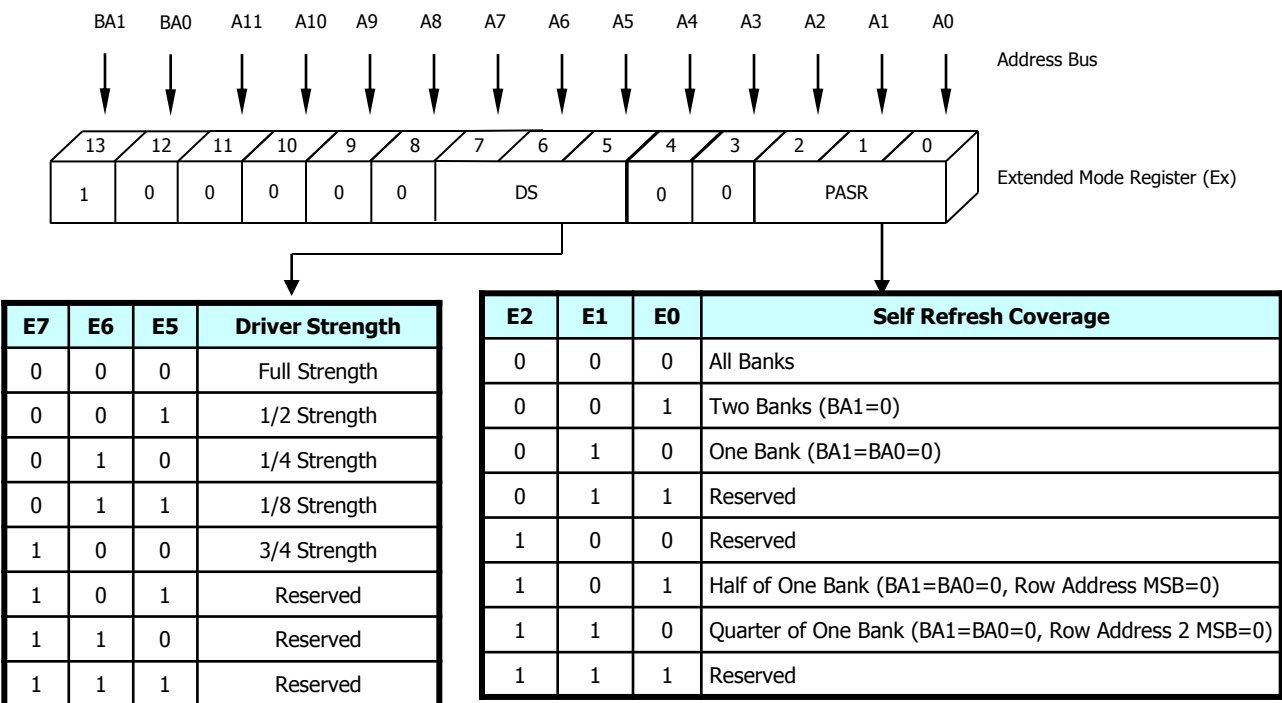 BA1 BA0 A11 A10 A9 A8 A7 A6 A5 A4 A3 A2 A1 A0
Address Bus
13 12 11 10 9 8 7 6 5 4 3 2 1 0
1 0 0 0 0 0 DS 0 0 PASR
Extended Mode Register (Ex)
E7 E6 E5 Driver Strength
0 0 0 Full Strength
0 0 1 1/2 Strength
0 1 0 1/4 Strength
0 1 1 1/8 Strength
1 0 0 3/4 Strength
1 0 1 Reserved
1 1 0 Reserved
1 1 1 Reserved
E2 E1 E0 Self Refresh Coverage
0 0 0 All Banks
0 0 1 Two Banks (BA1=0)
0 1 0 One Bank (BA1=BA0=0)
0 1 1 Reserved
1 0 0 Reserved
1 0 1 Half of One Bank (BA1=BA0=0, Row Address MSB=0)
1 1 0 Quarter of One Bank (BA1=BA0=0, Row Address 2 MSB=0)
1 1 1 Reserved